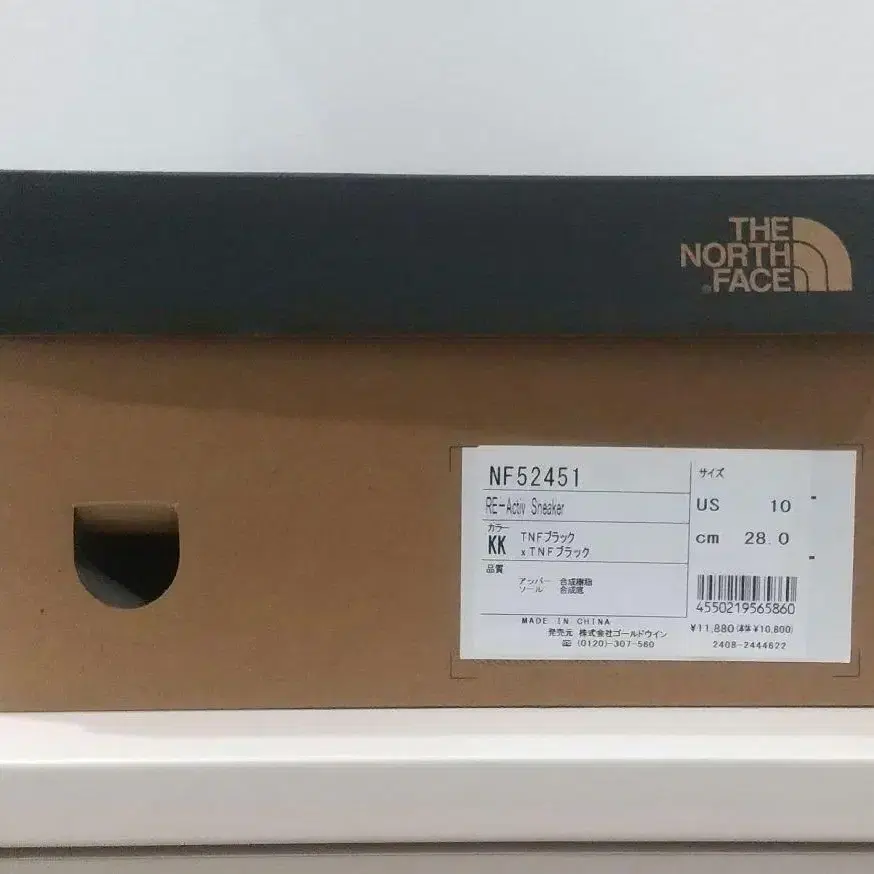 THE
NORTH
FACE
NF52451
RE-Activ Sneaker
カラー
KK TNFブラック
xTNFブラック
品質
アッパー 合成樹脂
ソール 合成底
MADE IN CHINA
発売元 株式会社ゴールドウイン
(0120)-307-560
サイズ
US 10
cm 28.0
4550219565860
¥11,880(本体¥10,800)
2408-2444622